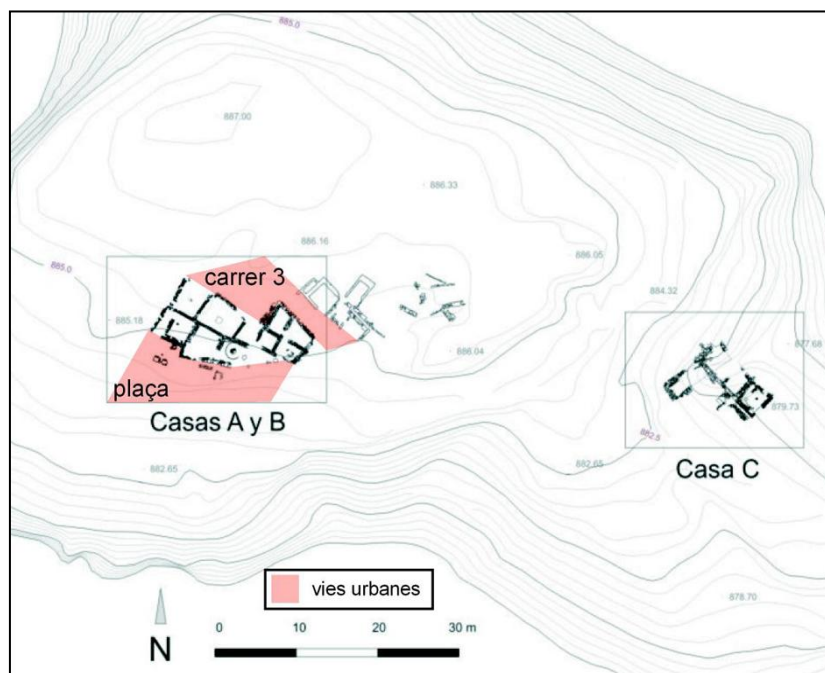 885.0
887.00
886.33
886.16
886.05
885.0
carrer 3
884.32
885.18
877.68
886.04
plaça
879.73
Casas A y B
882.8
882.65
882.65
Casa C
vies urbanes
878.70
0 10 20 30 m
N